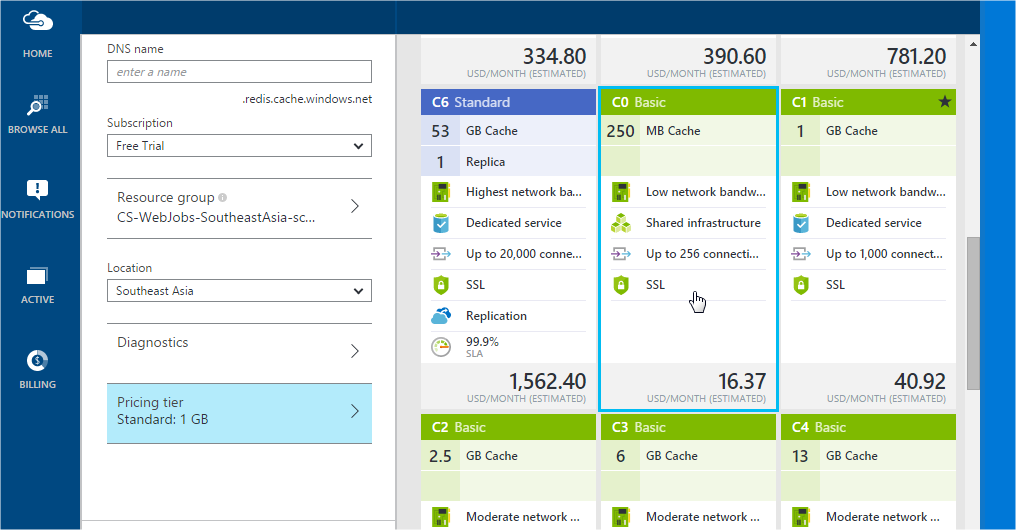 HOME
BROWSE ALL
NOTIFICATIONS
ACTIVE
BILLING
DNS name
enter a name
.redis.cache.windows.net
Subscription
Free Trial
Resource group
CS-WebJobs-SoutheastAsia-sc...
Location
Southeast Asia
Diagnostics
Pricing tier
Standard: 1 GB
334.80
USD/MONTH (ESTIMATED)
390.60
USD/MONTH (ESTIMATED)
781.20
USD/MONTH (ESTIMATED)
C6 Standard
53 GB Cache
1 Replica
Highest network ba...
Dedicated service
Up to 20,000 conne...
SSL
Replication
99.9%
SLA
1,562.40
USD/MONTH (ESTIMATED)
C0 Basic
250 MB Cache
Low network bandw...
Shared infrastructure
Up to 256 connecti...
SSL
16.37
USD/MONTH (ESTIMATED)
C1 Basic
1 GB Cache
Low network bandw...
Dedicated service
Up to 1,000 connect...
SSL
40.92
USD/MONTH (ESTIMATED)
C2 Basic
2.5 GB Cache
Moderate network ...
C3 Basic
6 GB Cache
Moderate network ...
C4 Basic
13 GB Cache
Moderate network ...